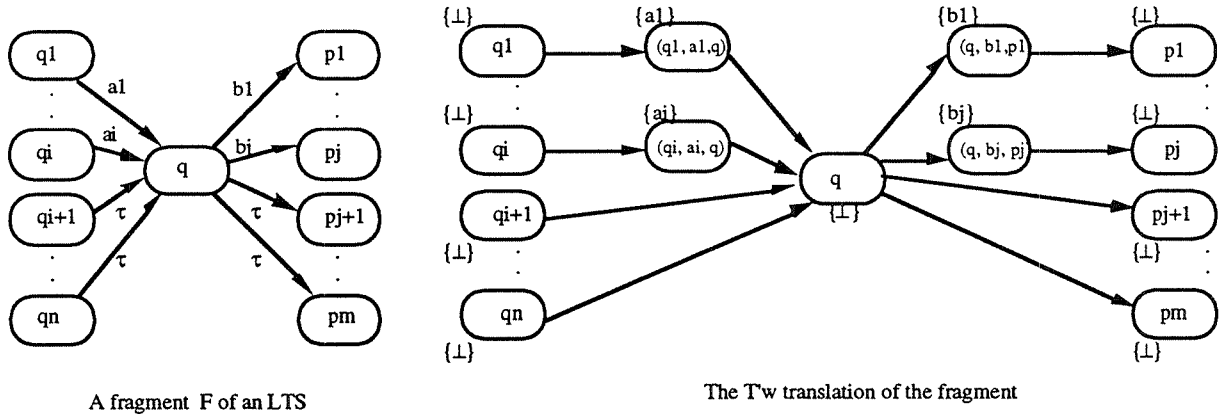 q1
a1
.
.
qi
ai
qi+1
τ
.
.
qn
τ
q
b1
p1
.
.
bj
pj
τ
pj+1
.
.
τ
pm
A fragment F of an LTS
{⊥}
q1
{a1}
(q1, a1,q)
{b1}
(q, b1,p1
{⊥}
p1
.
.
.
.
{⊥}
qi
{ai}
(qi, ai, q)
{bj}
(q, bj, pj)
{⊥}
pj
q
{⊥}
qi+1
{⊥}
pj+1
{⊥}
.
.
.
.
qn
{⊥}
pm
{⊥}
The T'w translation of the fragment